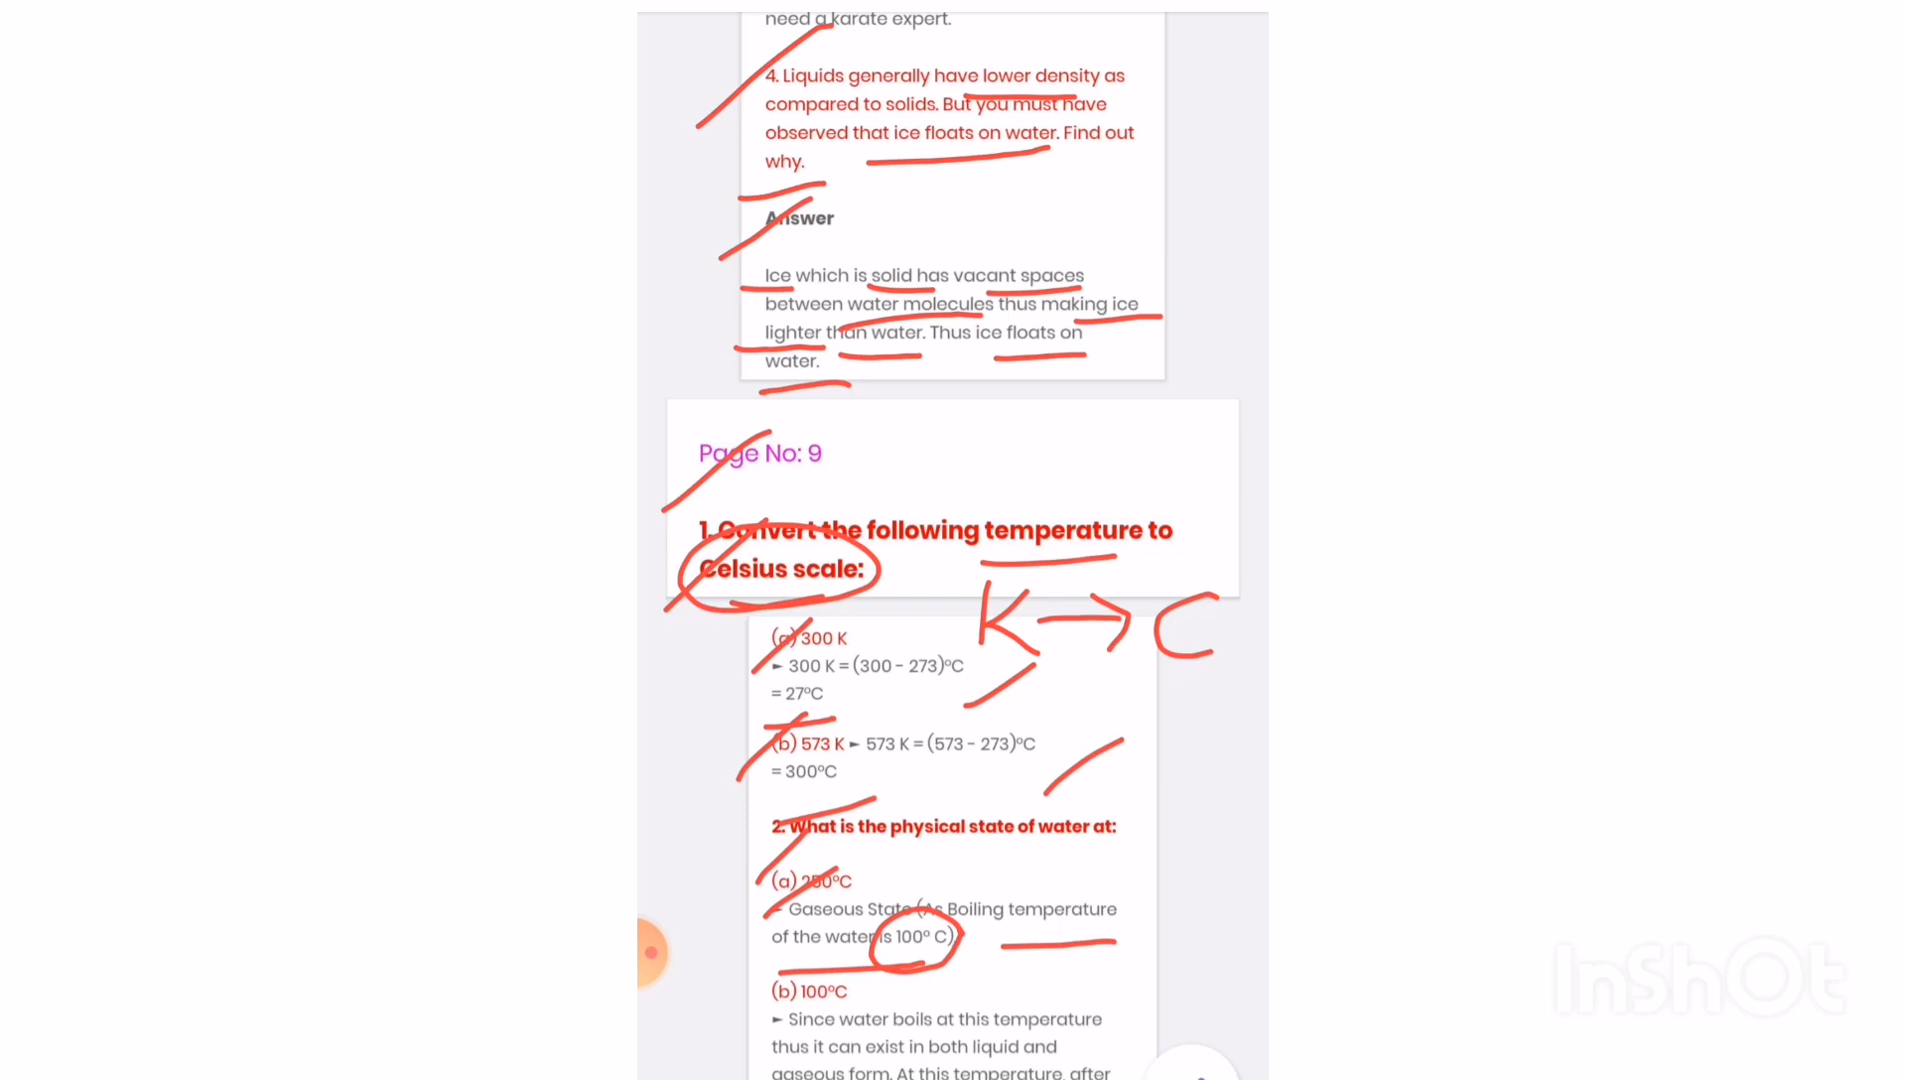 need a karate expert.
4. Liquids generally have lower density as
compared to solids. But you must have
observed that ice floats on water. Find out
why.
Answer
Ice which is solid has vacant spaces
between water molecules thus making ice
lighter than water. Thus ice floats on
water.
Page No: 9
1. Convert the following temperature to
Celsius scale:
K → C
(a) 300 K
► 300 K = (300 - 273)°C
= 27°C
(b) 573 K ► 573 K = (573 - 273)°C
= 300°C
2. What is the physical state of water at:
(a) 250°C
► Gaseous State (As Boiling temperature
of the water is 100° C)
(b) 100°C
► Since water boils at this temperature
thus it can exist in both liquid and
gaseous form. At this temperature, after
InShOt